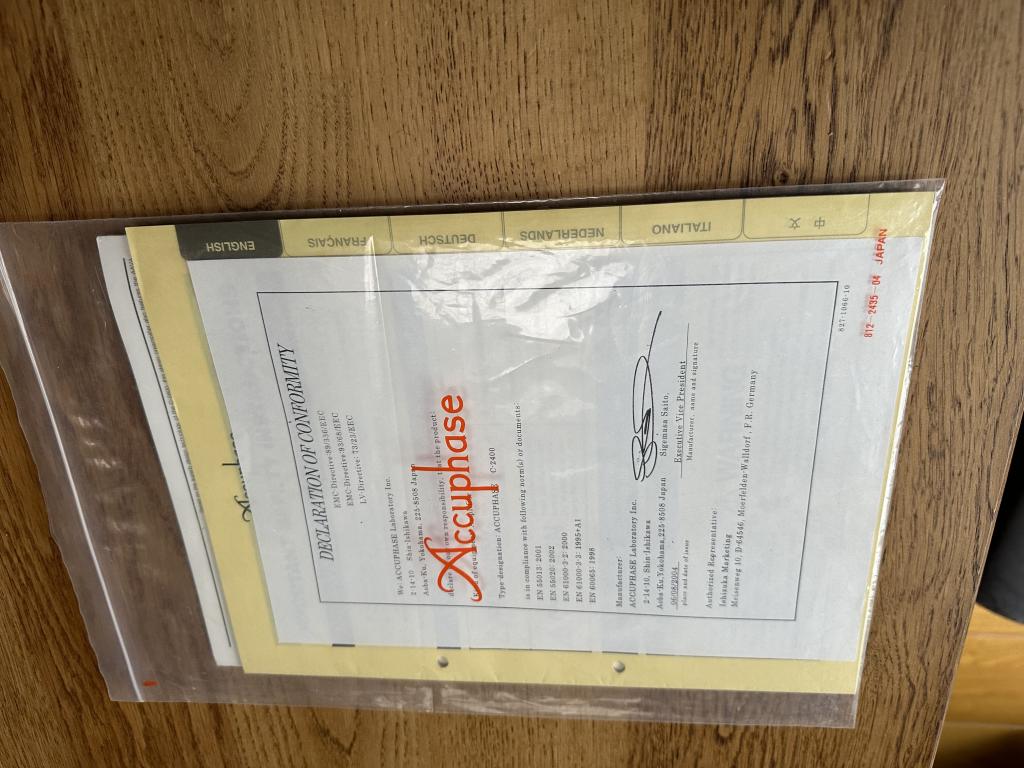 ENGLISH
FRANÇAIS
DEUTSCH
NEDERLANDS
ITALIANO
中文
DECLARATION OF CONFORMITY
EMC-Directive:89/336/EEC
EMC-Directive:93/68/EEC
LV-Directive: 73/23/EEC
We: ACCUPHASE Laboratory Inc.
2-14-10 Shin-Ishikawa
Aoba-Ku, Yokohama, 225-8508 Japan
own responsibility, that the product:
Accuphase
Type designation: ACCUPHASE C-2400
is in compliance with following norm(s) or documents:
EN 55013: 2001
EN 55020: 2002
EN 61000-3-2: 2000
EN 61000-3-3: 1995+A1
EN 60065: 1998
Manufacturer:
ACCUPHASE Laboratory Inc.
2-14-10, Shin-Ishikawa
Aoba-Ku, Yokohama, 225-8508 Japan
06/08/2004
place and date of issue
Sigemasa Saito,
Executive Vice President
Manufacturer, name and signature
Authorized Representative:
Ishizuka Marketing
Meisenweg 10, D-64546, Moerfelden-Walldorf, F.R. Germany
827-1066-10
812-2435-04 JAPAN